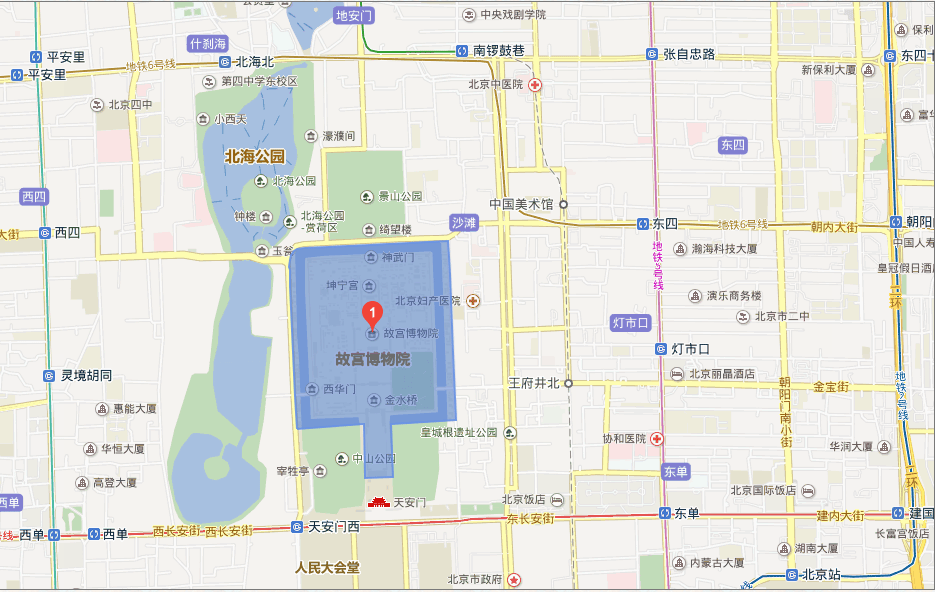 地安门
中央戏剧学院
保利
什刹海
南锣鼓巷
张自忠路
东四十
平安里
平安里
地铁6号线
北海北
新保利大厦
第四中学东校区
北京中医院
北京四中
小西天
富华
濠濮间
东四
北海公园
北海公园
景山公园
西四
中国美术馆
钟楼
北海公园
-赏荷区
绮望楼
沙滩
东四
地铁6号线
朝内大街
朝阳
大街
西四
玉瓮
神武门
地铁5号线
瀚海科技大厦
中国人寿
皇冠假日酒店
坤宁宫
北京妇产医院
演乐商务楼
二环
1
故宫博物院
灯市口
北京市二中
故宫博物院
灯市口
灵境胡同
西华门
金水桥
王府井北
北京丽晶酒店
朝阳门南小街
金宝街
地铁2号线
惠能大厦
皇城根遗址公园
协和医院
华润大厦
华恒大厦
中山公园
宰牲亭
东单
二环
高登大厦
北京国际饭店
西单
天安门
北京饭店
号线
西单
西单
西长安街
西长安街
天安门西
东长安街
东单
建内大街
建国
长富宫饭店
湖南大厦
人民大会堂
内蒙古大厦
北京市政府
北京站